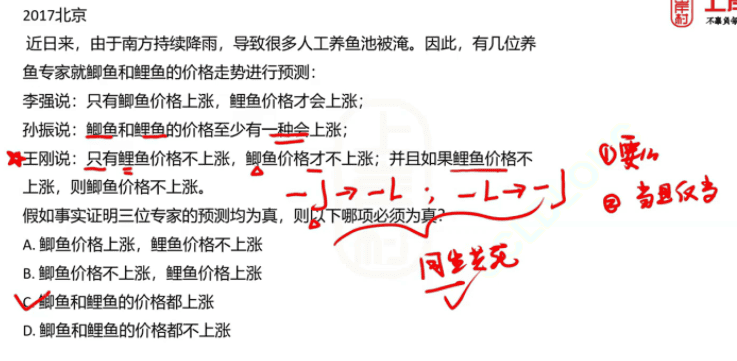 2017北京
近日来，由于南方持续降雨，导致很多人工养鱼池被淹。因此，有几位养
鱼专家就鲫鱼和鲤鱼的价格走势进行预测：
李强说：只有鲫鱼价格上涨，鲤鱼价格才会上涨；
孙振说：鲫鱼和鲤鱼的价格至少有一种会上涨；
王刚说：只有鲤鱼价格不上涨，鲫鱼价格才不上涨；并且如果鲤鱼价格不
上涨，则鲫鱼价格不上涨。
①要么
-J→-L；-L→-J
②当且仅当
假如事实证明三位专家的预测均为真，则以下哪项必须为真？
A. 鲫鱼价格上涨，鲤鱼价格不上涨
B. 鲫鱼价格不上涨，鲤鱼价格上涨
同生共死
C. 鲫鱼和鲤鱼的价格都上涨
D. 鲫鱼和鲤鱼的价格都不上涨